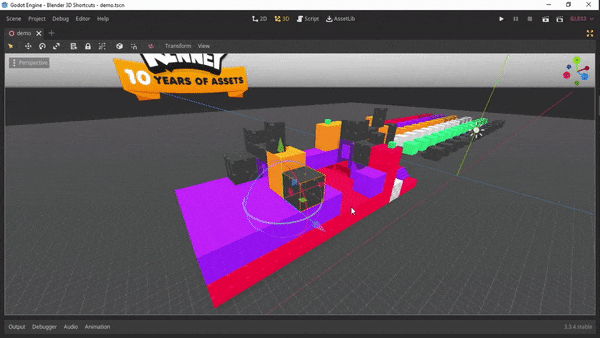 Godot Engine - Blender 3D Shortcuts - demo.tscn
Scene Project Debug Editor Help
2D 3D Script AssetLib
GLES3
demo
Transform View
Perspective
KENNEY
10 YEARS OF ASSETS
Output Debugger Audio Animation
3.3.4.stable